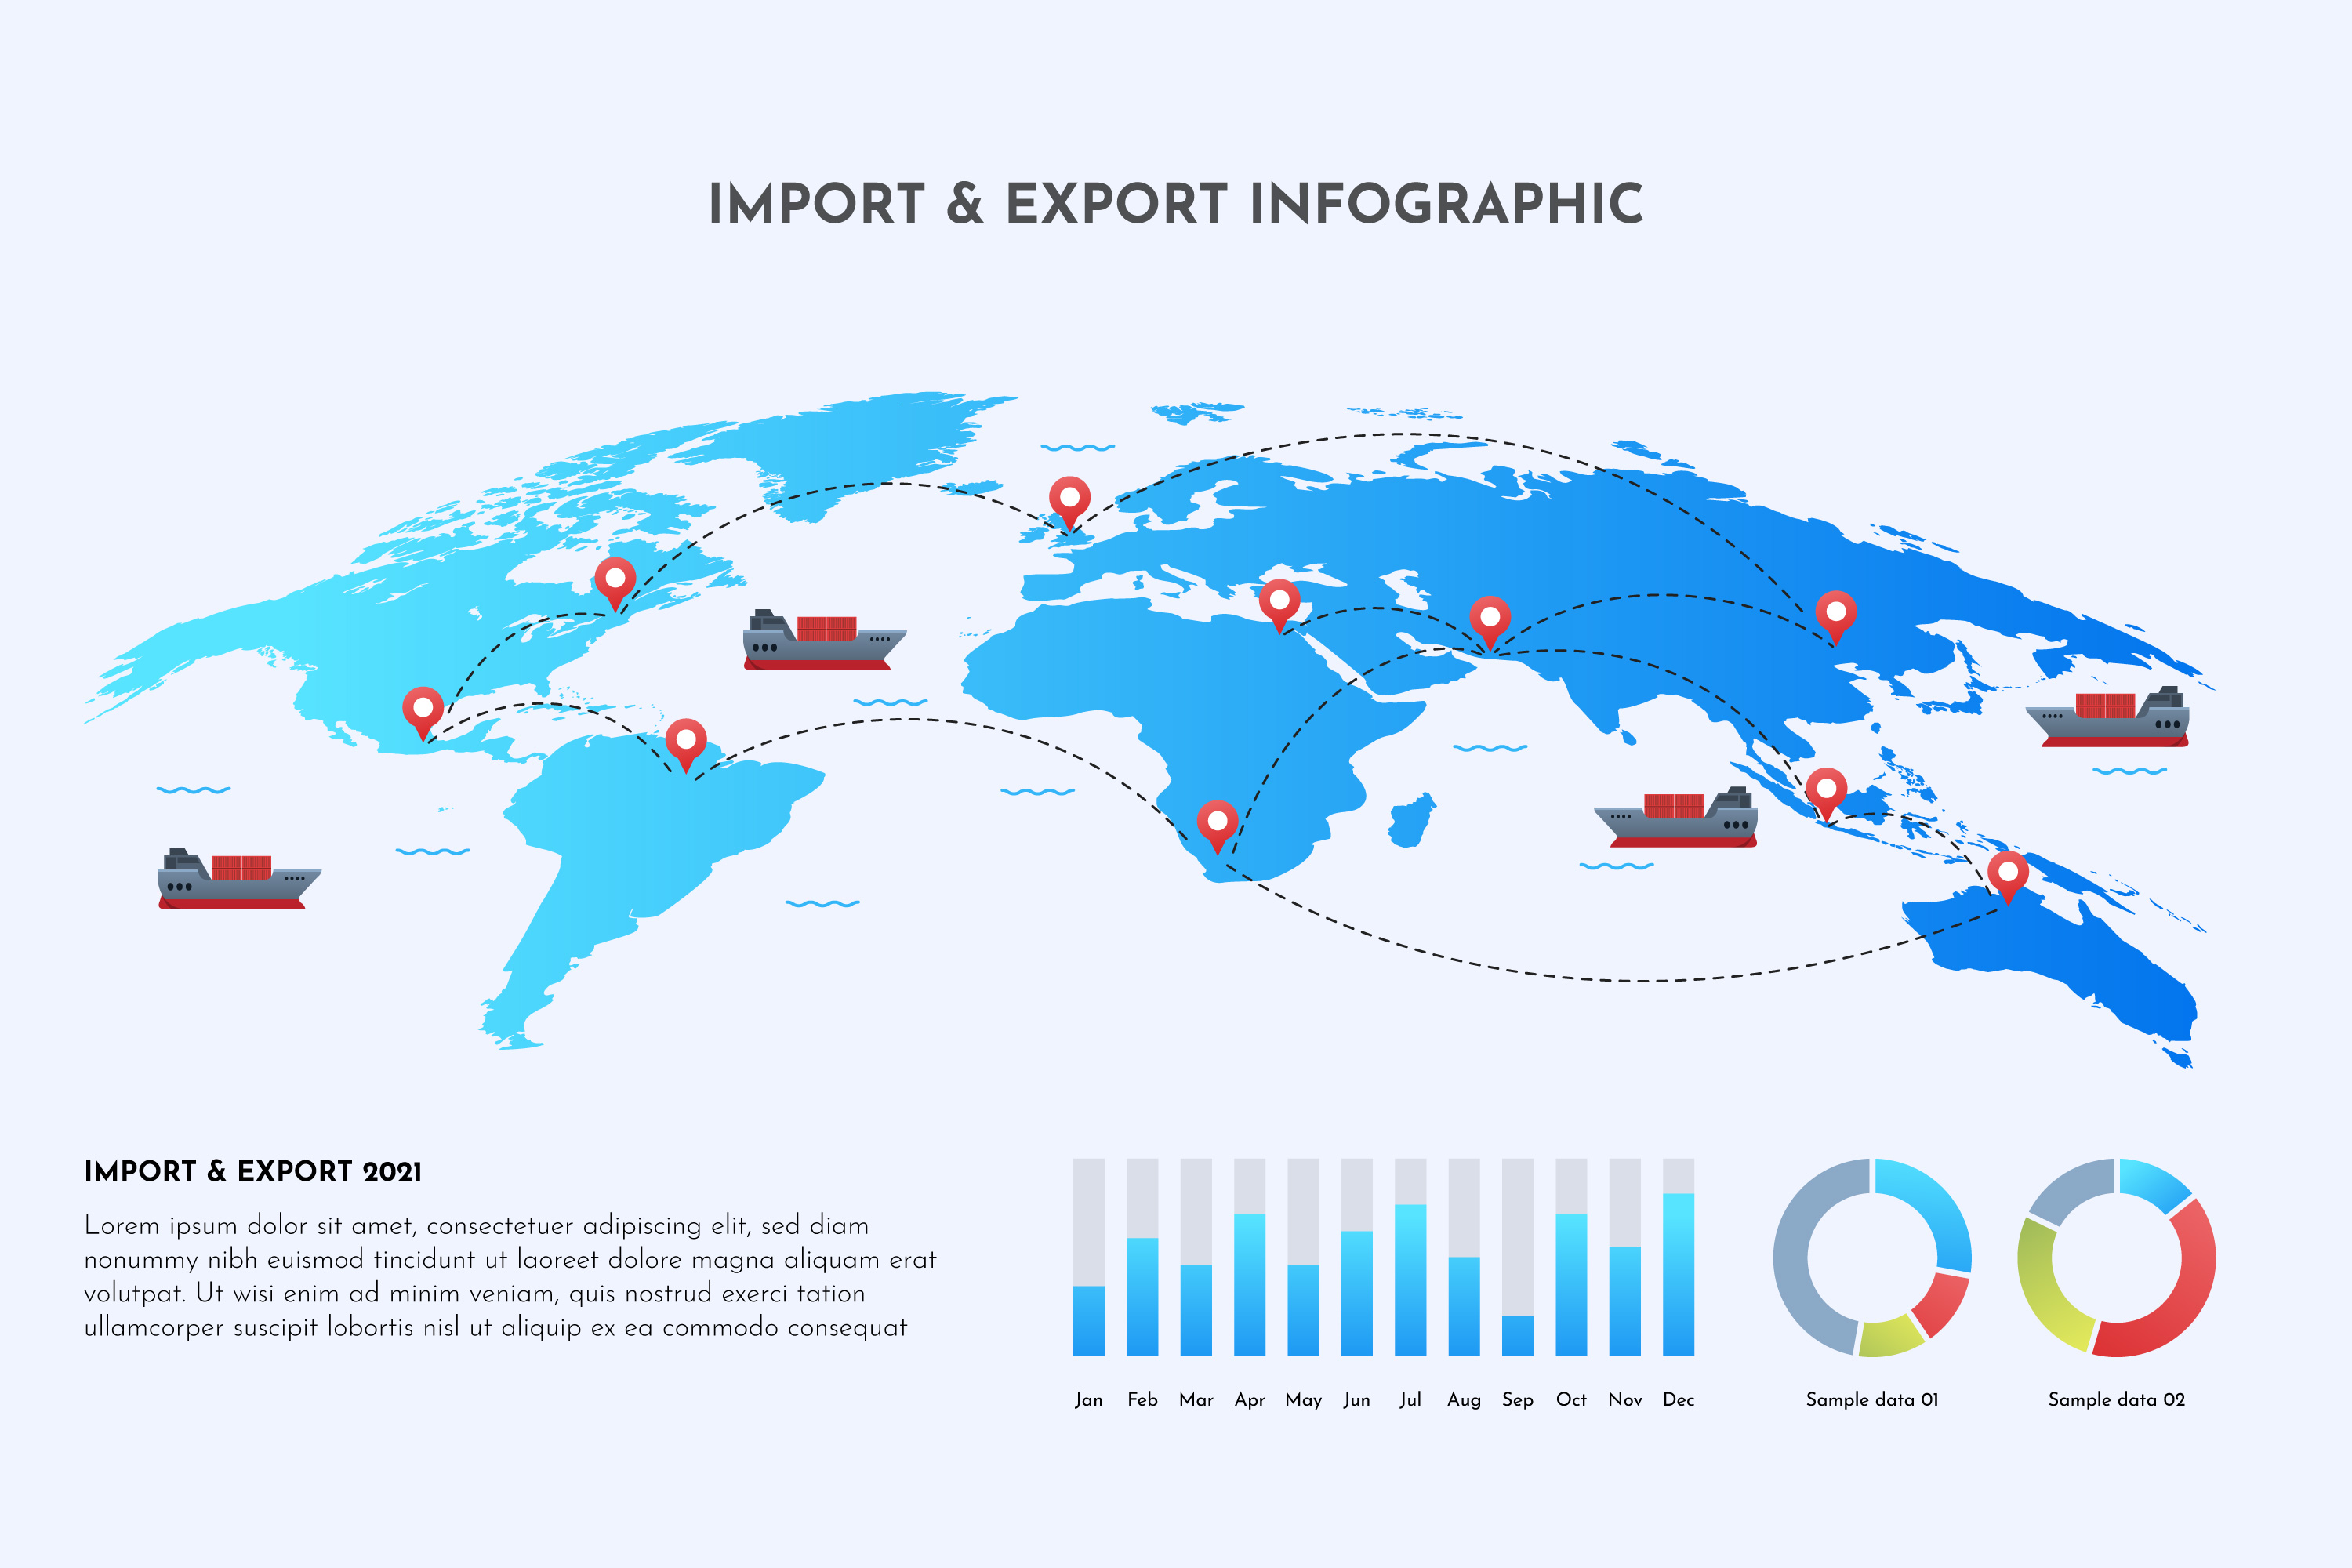 IMPORT & EXPORT INFOGRAPHIC
IMPORT & EXPORT 2021
Lorem ipsum dolor sit amet, consectetuer adipiscing elit, sed diam
nonummy nibh euismod tincidunt ut laoreet dolore magna aliquam erat
volutpat. Ut wisi enim ad minim veniam, quis nostrud exerci tation
ullamcorper suscipit lobortis nisl ut aliquip ex ea commodo consequat
Jan Feb Mar Apr May Jun Jul Aug Sep Oct Nov Dec
Sample data 01
Sample data 02